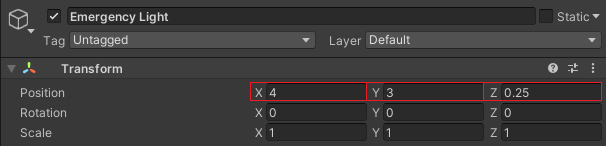 Emergency Light Static
Tag Untagged Layer Default
Transform
Position X 4 Y 3 Z 0.25
Rotation X 0 Y 0 Z 0
Scale X 1 Y 1 Z 1